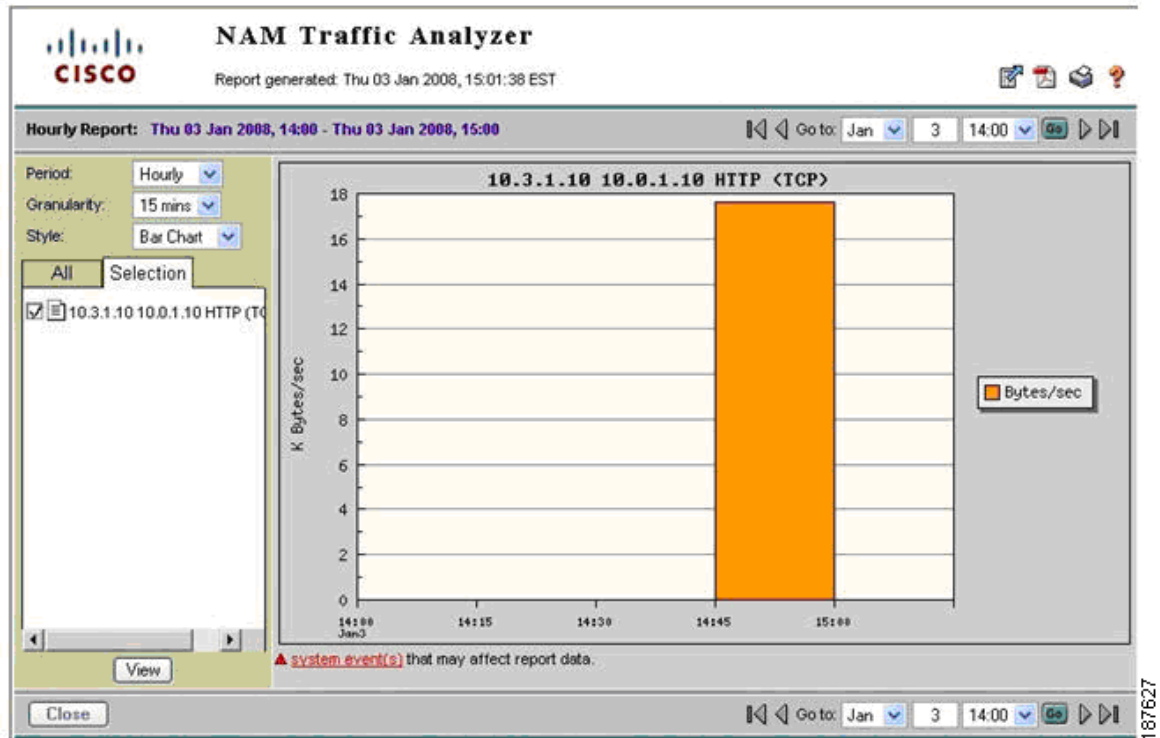 CISCO
NAM Traffic Analyzer
Report generated: Thu 03 Jan 2008, 15:01:38 EST
Hourly Report: Thu 03 Jan 2008, 14:00 - Thu 03 Jan 2008, 15:00
Go to: Jan 3 14:00 Go
Period: Hourly
Granularity: 15 mins
Style: Bar Chart
All Selection
10.3.1.10 10.0.1.10 HTTP (TC
View
10.3.1.10 10.0.1.10 HTTP (TCP)
K Bytes/sec
18
16
14
12
10
8
6
4
2
0
14:00 14:15 14:30 14:45 15:00
Jan3
Bytes/sec
system event(s) that may affect report data.
Close
Go to: Jan 3 14:00 Go
187627